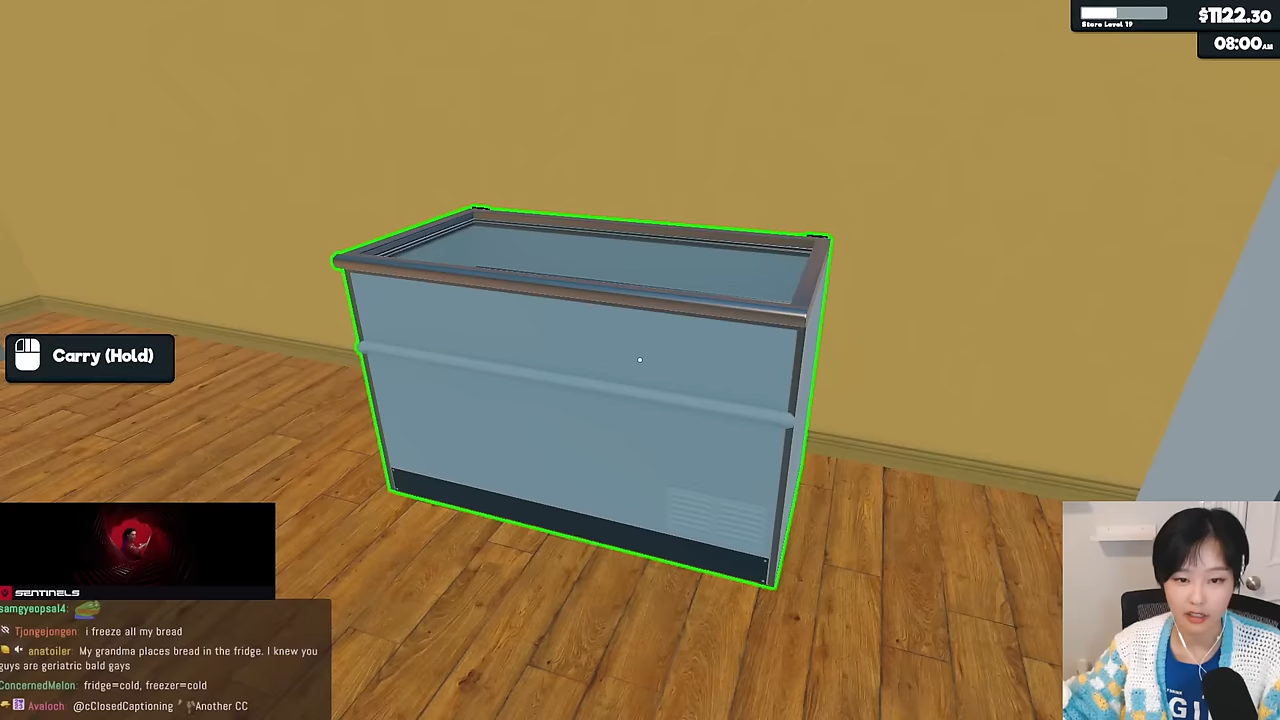 $1122.30
Store Level 19
08:00AM
Carry (Hold)
SENTINELS
samgyeopsal4:
Tjongejongen i freeze all my bread
anatoiler: My grandma places bread in the fridge. I knew you
guys are geriatric bald gays
ConcernedMelon: fridge=cold, freezer=cold
Avaloch: @cClosedCaptioning Another CC